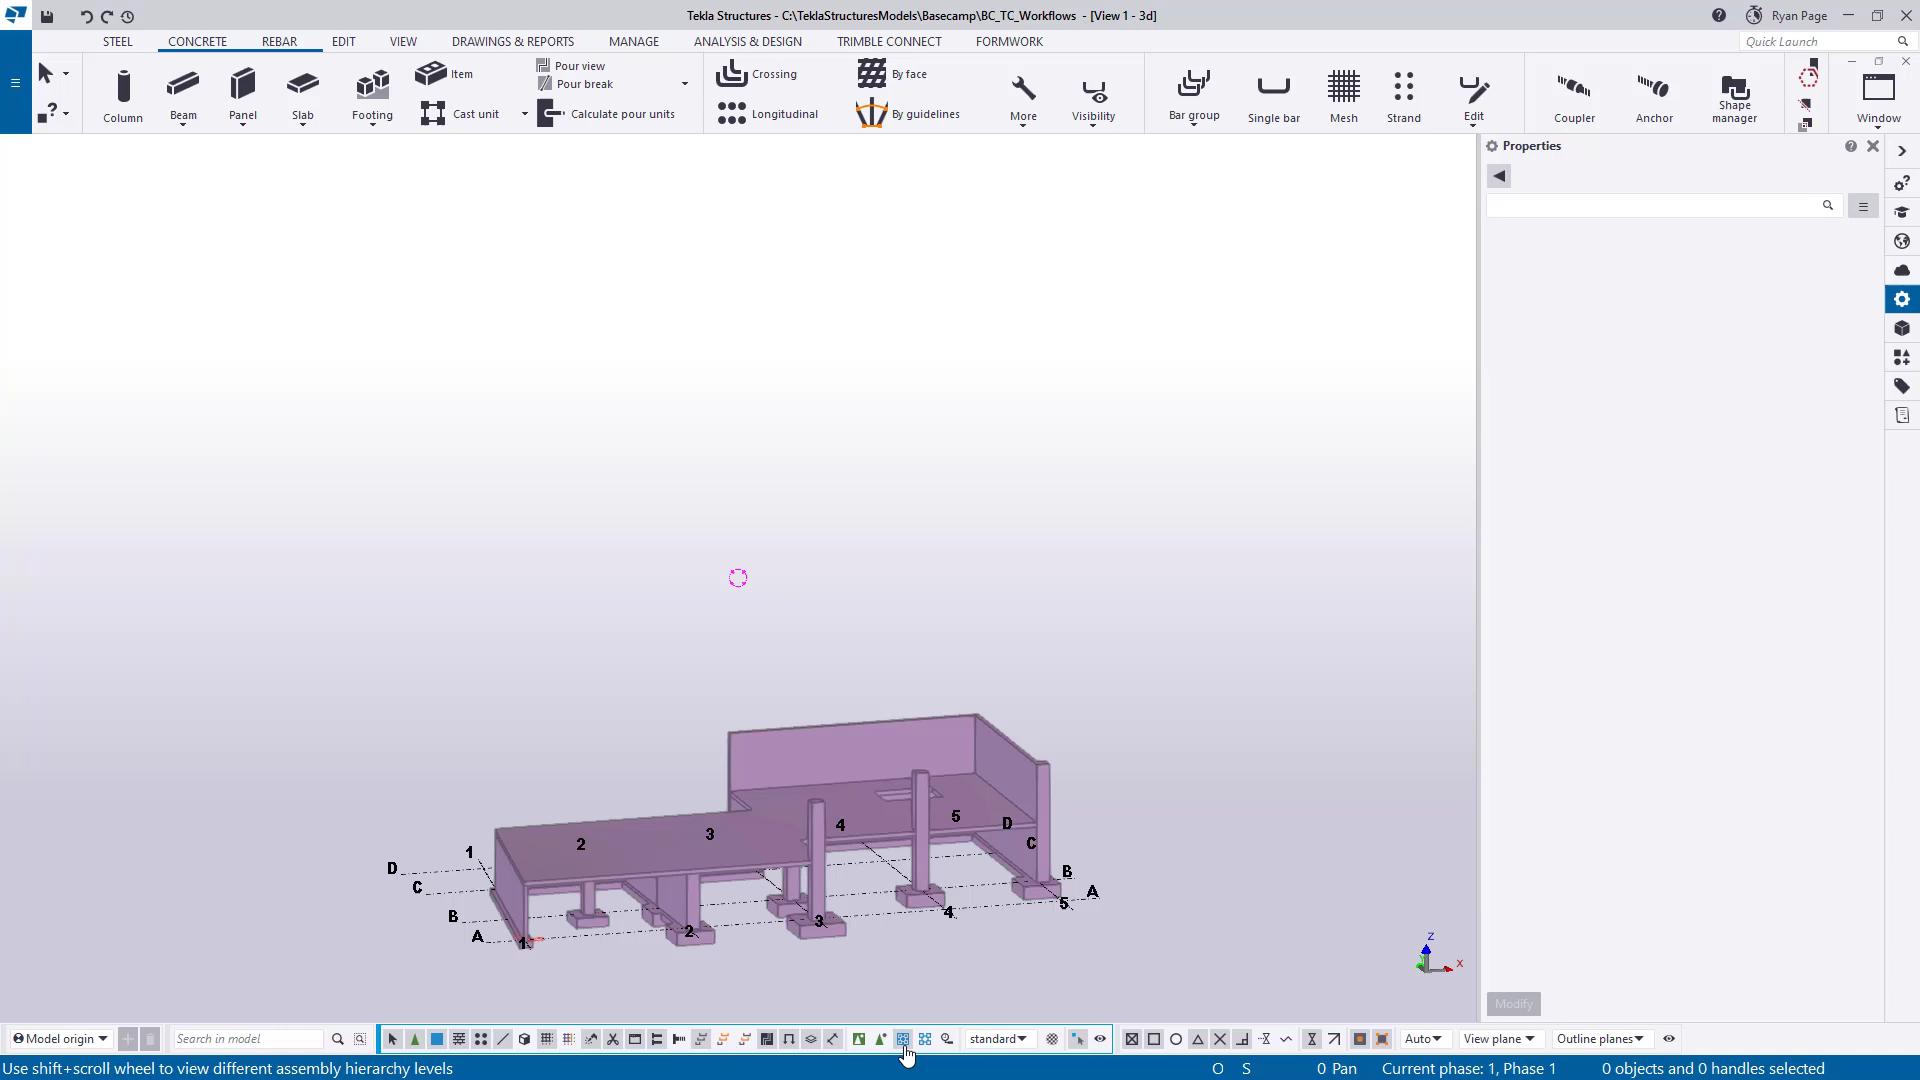 Tekla Structures - C:\TeklaStructuresModels\Basecamp\BC_TC_Workflows - [View 1 - 3d]
Ryan Page
STEEL CONCRETE REBAR EDIT VIEW DRAWINGS & REPORTS MANAGE ANALYSIS & DESIGN TRIMBLE CONNECT FORMWORK
Quick Launch
Column
Beam
Panel
Slab
Footing
Item
Cast unit
Pour view
Pour break
Calculate pour units
Crossing
Longitudinal
By face
By guidelines
More
Visibility
Bar group
Single bar
Mesh
Strand
Edit
Coupler
Anchor
Shape
manager
Window
Properties
5
D
4
3
2
C
1
D
B
C
A
5
4
B
3
2
A
1
Z
X
Modify
Model origin
Search in model
standard
Auto
View plane
Outline planes
Use shift+scroll wheel to view different assembly hierarchy levels
O S 0 Pan Current phase: 1, Phase 1 0 objects and 0 handles selected